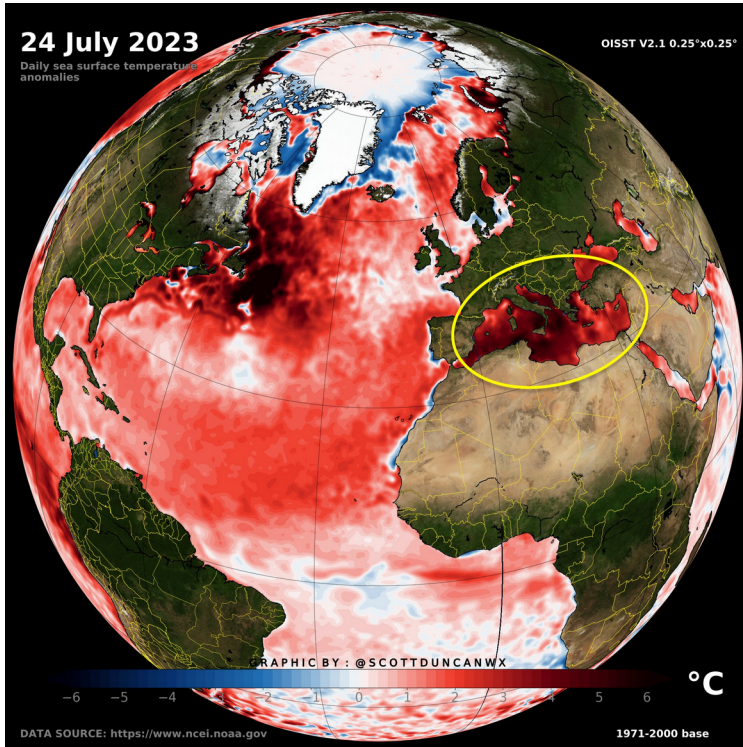 24 July 2023
OISST V2.1 0.25°x0.25°
Daily sea surface temperature
anomalies
GRAPHIC BY : @SCOTTDUNCANWX
−6 −5 −4 −3 −2 −1 0 1 2 3 4 5 6
°C
DATA SOURCE: https://www.ncei.noaa.gov
1971-2000 base